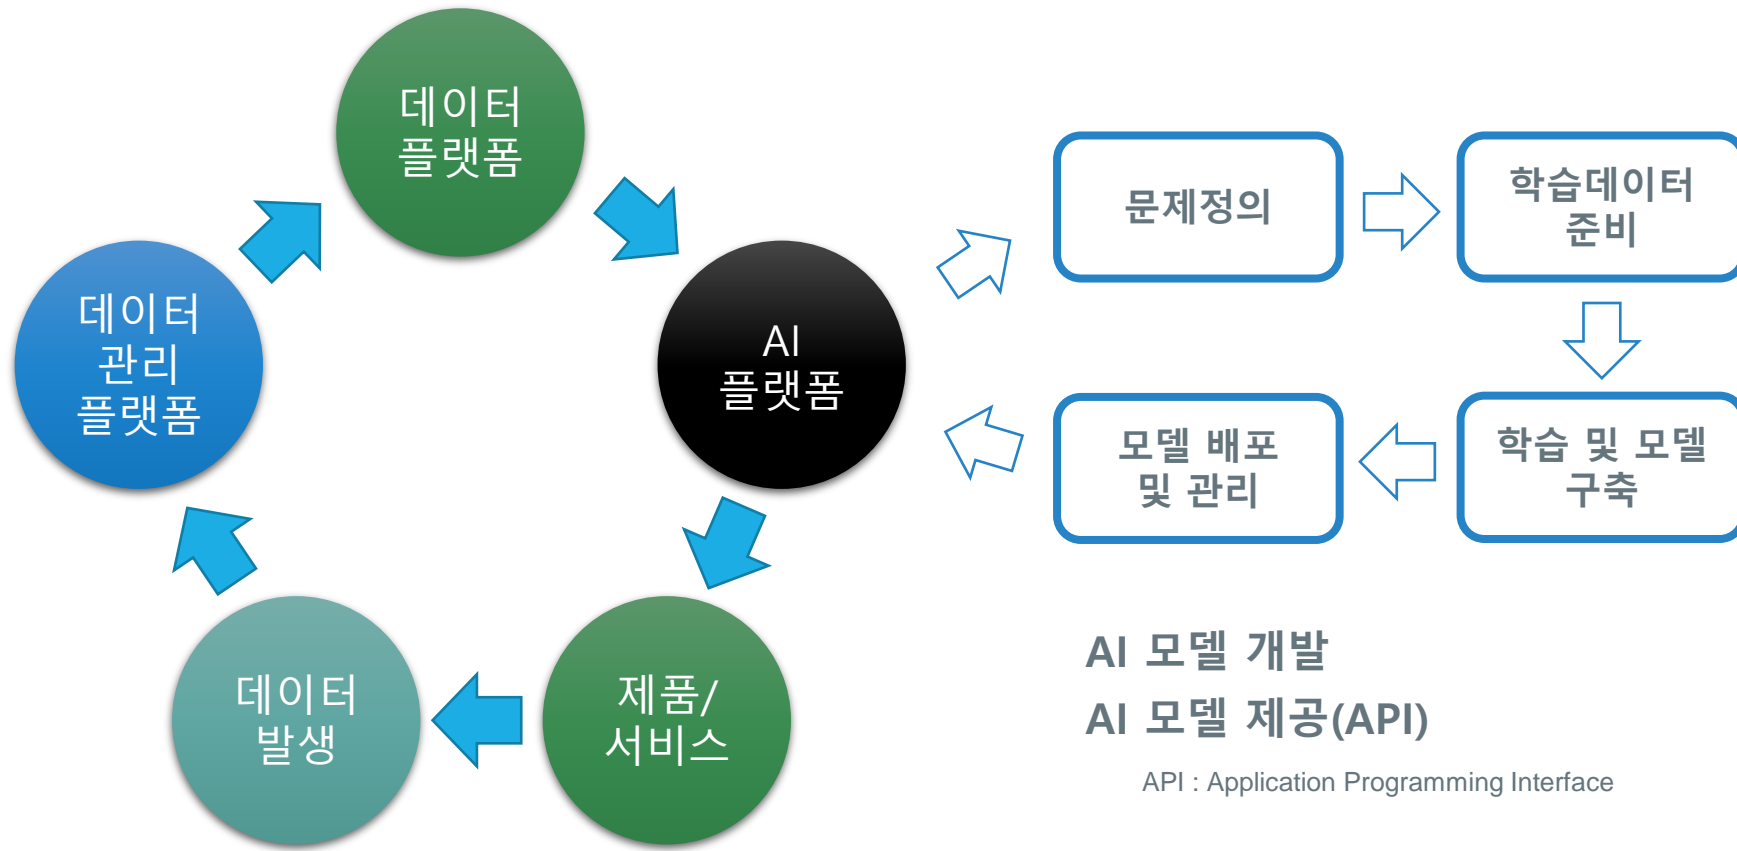 데이터
플랫폼
데이터
관리
플랫폼
AI
플랫폼
데이터
발생
제품/
서비스
문제정의
학습데이터
준비
모델 배포
및 관리
학습 및 모델
구축
AI 모델 개발
AI 모델 제공(API)
API : Application Programming Interface